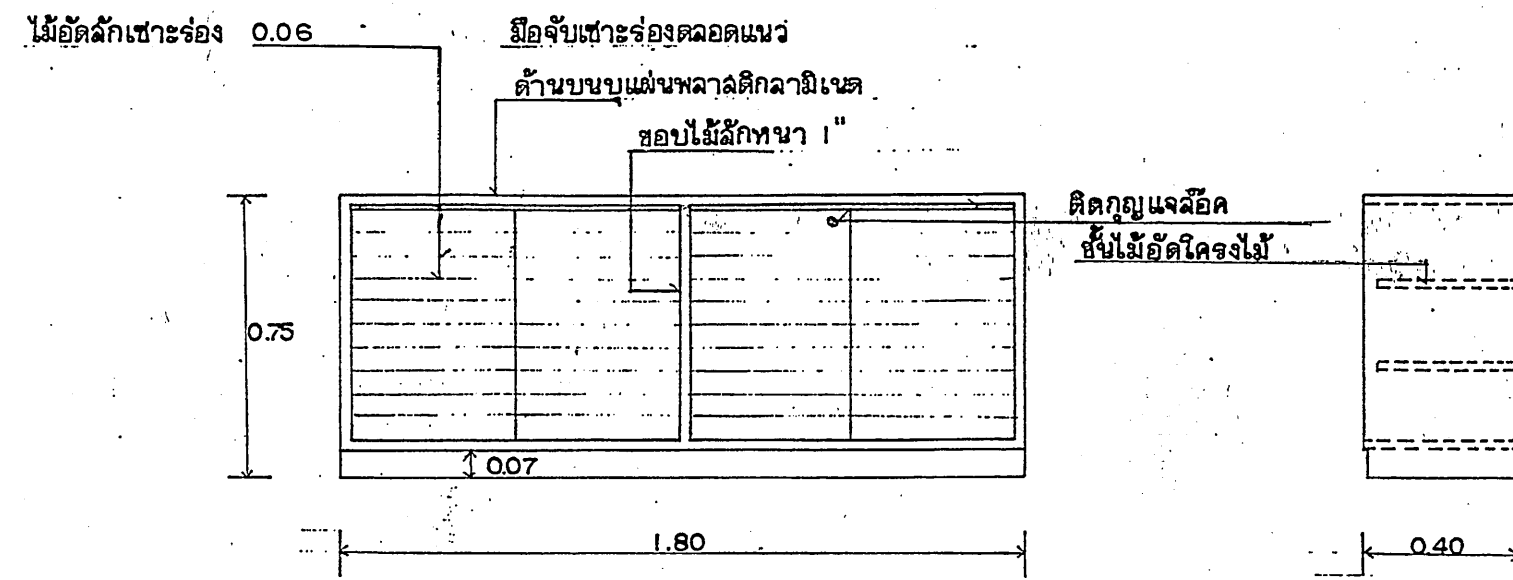 ไม้อัดสักเซาะร่อง 0.06
มือจับเซาะร่องตลอดแนว
ด้านบนบุแผ่นพลาสติกลามิเนต
ขอบไม้สักหนา 1"
ติดกุญแจล๊อค
ชั้นไม้อัดโครงไม้
0.75
0.07
1.80
0.40